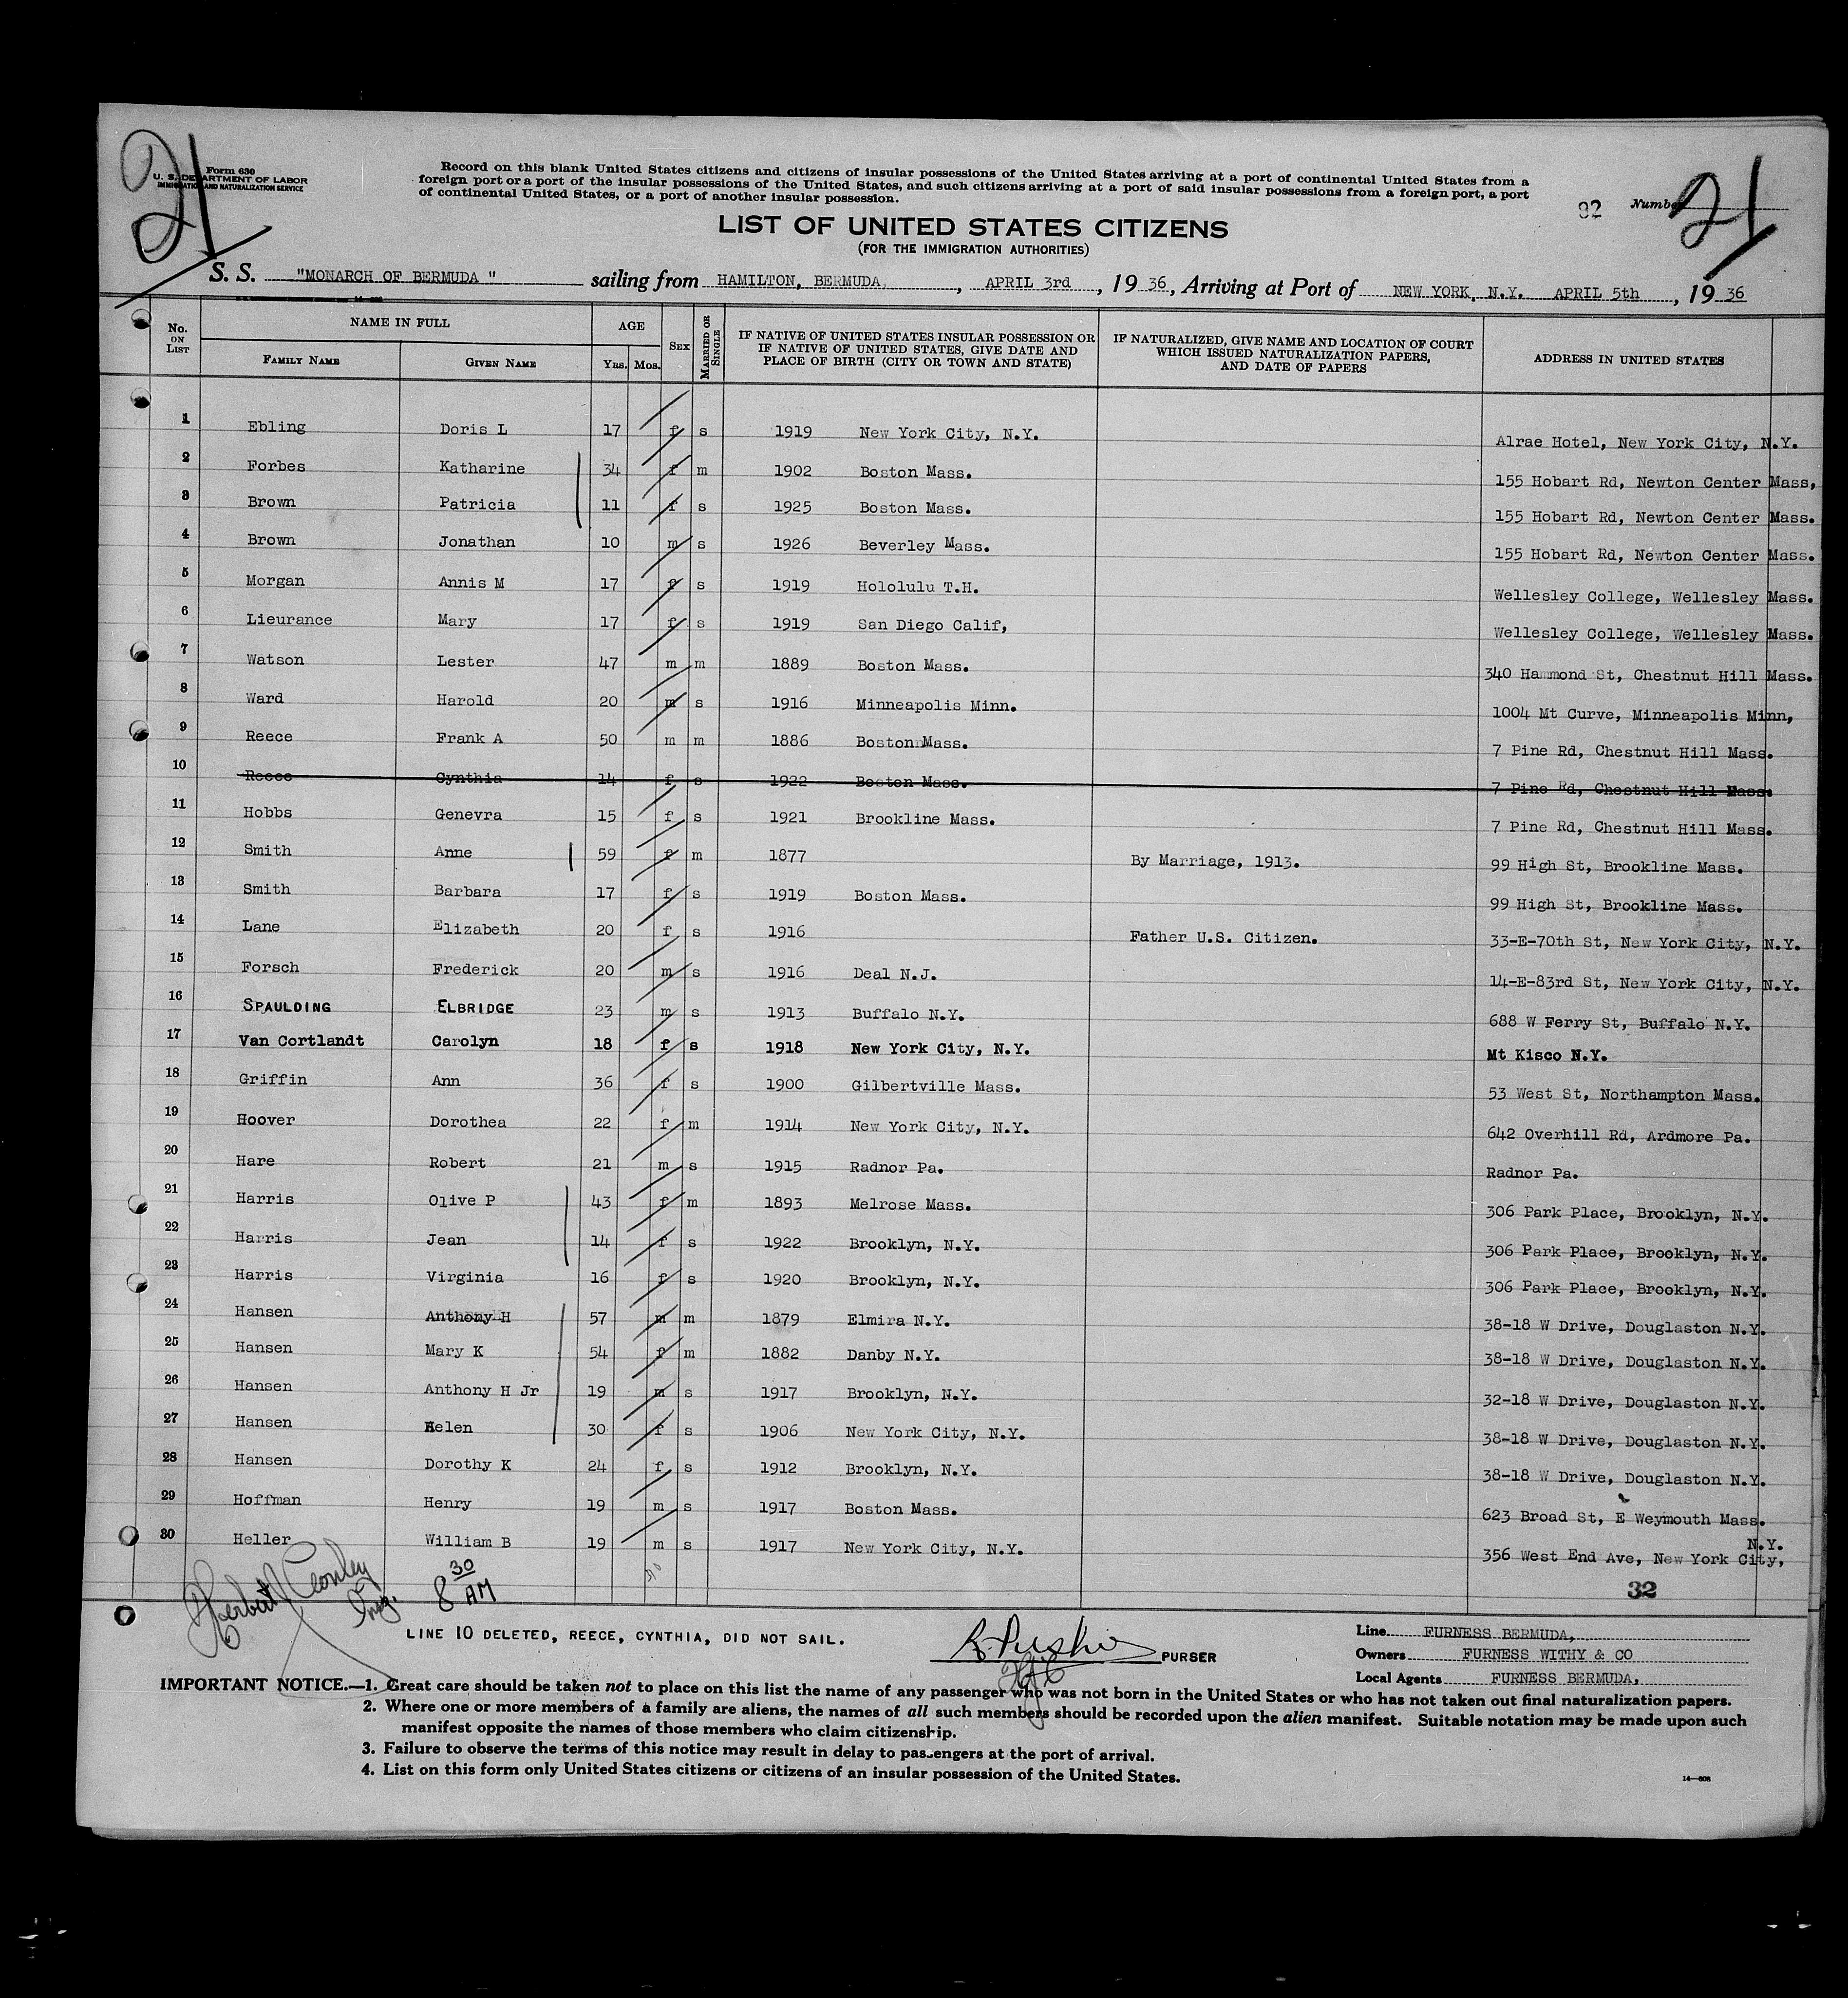 21
Form 630
U. S. DEPARTMENT OF LABOR
IMMIGRATION AND NATURALIZATION SERVICE
Record on this blank United States citizens and citizens of insular possessions of the United States arriving at a port of continental United States from a
foreign port or a port of the insular possessions of the United States, and such citizens arriving at a port of said insular possessions from a foreign port, a port
of continental United States, or a port of another insular possession.
92 Number 21
LIST OF UNITED STATES CITIZENS
(FOR THE IMMIGRATION AUTHORITIES)
S. S. "MONARCH OF BERMUDA " sailing from HAMILTON, BERMUDA, APRIL 3rd, 1936, Arriving at Port of NEW YORK, N.Y. APRIL 5th, 1936
No. ON LIST NAME IN FULL AGE SEX MARRIED OR SINGLE IF NATIVE OF UNITED STATES INSULAR POSSESSION OR IF NATIVE OF UNITED STATES, GIVE DATE AND PLACE OF BIRTH (CITY OR TOWN AND STATE) IF NATURALIZED, GIVE NAME AND LOCATION OF COURT WHICH ISSUED NATURALIZATION PAPERS, AND DATE OF PAPERS ADDRESS IN UNITED STATES
FAMILY NAME GIVEN NAME YRS. MOS.
1 Ebling Doris L 17 f s 1919 New York City, N.Y. Alrae Hotel, New York City, N.Y.
2 Forbes Katharine 34 f m 1902 Boston Mass. 155 Hobart Rd, Newton Center Mass,
3 Brown Patricia 11 f s 1925 Boston Mass. 155 Hobart Rd, Newton Center Mass.
4 Brown Jonathan 10 m s 1926 Beverley Mass. 155 Hobart Rd, Newton Center Mass.
5 Morgan Annis M 17 f s 1919 Hololulu T.H. Wellesley College, Wellesley Mass.
6 Lieurance Mary 17 f s 1919 San Diego Calif, Wellesley College, Wellesley Mass.
7 Watson Lester 47 m m 1889 Boston Mass. 340 Hammond St, Chestnut Hill Mass.
8 Ward Harold 20 m s 1916 Minneapolis Minn. 1004 Mt Curve, Minneapolis Minn,
9 Reece Frank A 50 m m 1886 Boston Mass. 7 Pine Rd, Chestnut Hill Mass.
10 Reece Cynthia 14 f s 1922 Boston Mass. 7 Pine Rd, Chestnut Hill Mass.
11 Hobbs Genevra 15 f s 1921 Brookline Mass. 7 Pine Rd, Chestnut Hill Mass.
12 Smith Anne 59 f m 1877 By Marriage, 1913. 99 High St, Brookline Mass.
13 Smith Barbara 17 f s 1919 Boston Mass. 99 High St, Brookline Mass.
14 Lane Elizabeth 20 f s 1916 Father U.S. Citizen. 33-E-70th St, New York City, N.Y.
15 Forsch Frederick 20 m s 1916 Deal N.J. 14-E-83rd St, New York City, N.Y.
16 SPAULDING ELBRIDGE 23 m s 1913 Buffalo N.Y. 688 W Ferry St, Buffalo N.Y.
17 Van Cortlandt Carolyn 18 f s 1918 New York City, N.Y. Mt Kisco N.Y.
18 Griffin Ann 36 f s 1900 Gilbertville Mass. 53 West St, Northampton Mass.
19 Hoover Dorothea 22 f m 1914 New York City, N.Y. 642 Overhill Rd, Ardmore Pa.
20 Hare Robert 21 m s 1915 Radnor Pa. Radnor Pa.
21 Harris Olive P 43 f m 1893 Melrose Mass. 306 Park Place, Brooklyn, N.Y.
22 Harris Jean 14 f s 1922 Brooklyn, N.Y. 306 Park Place, Brooklyn, N.Y.
23 Harris Virginia 16 f s 1920 Brooklyn, N.Y. 306 Park Place, Brooklyn, N.Y.
24 Hansen Anthony H 57 m m 1879 Elmira N.Y. 38-18 W Drive, Douglaston N.Y.
25 Hansen Mary K 54 f m 1882 Danby N.Y. 38-18 W Drive, Douglaston N.Y.
26 Hansen Anthony H Jr 19 m s 1917 Brooklyn, N.Y. 32-18 W Drive, Douglaston N.Y.
27 Hansen Helen 30 f s 1906 New York City, N.Y. 38-18 W Drive, Douglaston N.Y.
28 Hansen Dorothy K 24 f s 1912 Brooklyn, N.Y. 38-18 W Drive, Douglaston N.Y.
29 Hoffman Henry 19 m s 1917 Boston Mass. 623 Broad St, E Weymouth Mass.
30 Heller William B 19 m s 1917 New York City, N.Y. 356 West End Ave, New York City, N.Y.
Herbert Insp. 8 30 AM
32
LINE 10 DELETED, REECE, CYNTHIA, DID NOT SAIL.
PURSER
Line FURNESS BERMUDA,
Owners FURNESS WITHY & CO
Local Agents FURNESS BERMUDA,
IMPORTANT NOTICE.—1. Great care should be taken not to place on this list the name of any passenger who was not born in the United States or who has not taken out final naturalization papers.
2. Where one or more members of a family are aliens, the names of all such members should be recorded upon the alien manifest. Suitable notation may be made upon such
manifest opposite the names of those members who claim citizenship.
3. Failure to observe the terms of this notice may result in delay to passengers at the port of arrival.
4. List on this form only United States citizens or citizens of an insular possession of the United States.
14—608